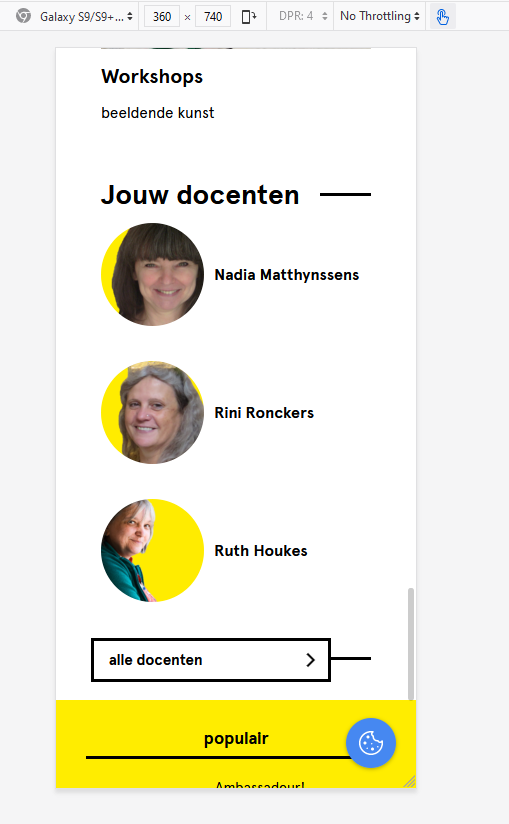 Galaxy S9/S9+... 360 × 740 DPR: 4 No Throttling
Workshops
beeldende kunst
Jouw docenten
Nadia Matthynssens
Rini Ronckers
Ruth Houkes
alle docenten
populair
Ambassadeur!